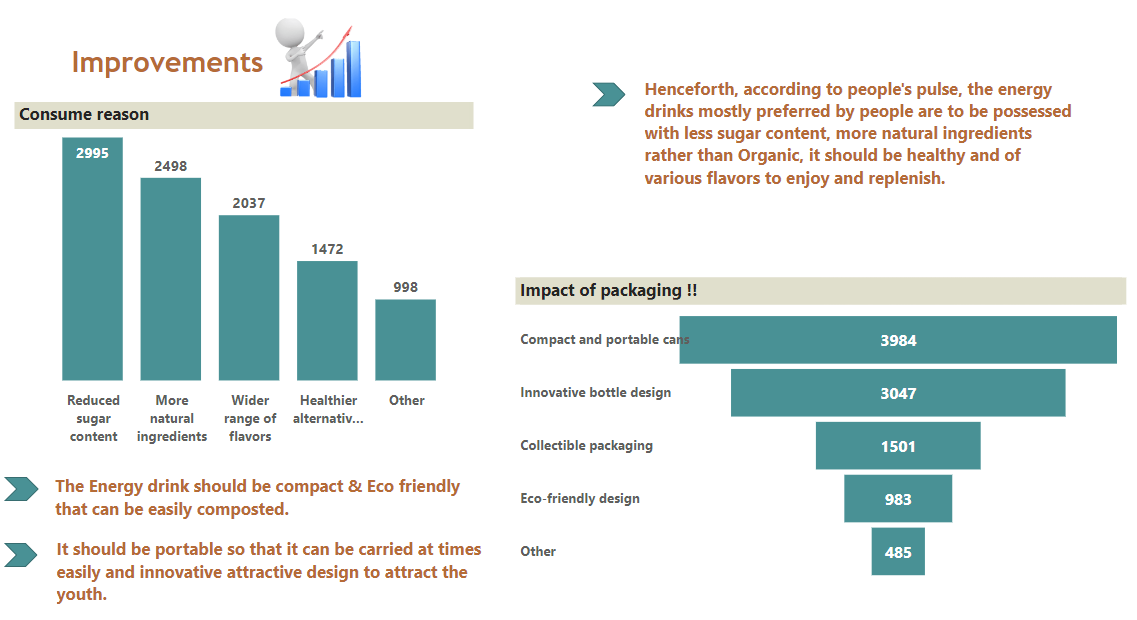 Improvements
Consume reason
2995
2498
2037
1472
998
Reduced
sugar
content
More
natural
ingredients
Wider
range of
flavors
Healthier
alternativ...
Other
The Energy drink should be compact & Eco friendly
that can be easily composted.
It should be portable so that it can be carried at times
easily and innovative attractive design to attract the
youth.
Henceforth, according to people's pulse, the energy
drinks mostly preferred by people are to be possessed
with less sugar content, more natural ingredients
rather than Organic, it should be healthy and of
various flavors to enjoy and replenish.
Impact of packaging !!
Compact and portable cans 3984
Innovative bottle design 3047
Collectible packaging 1501
Eco-friendly design 983
Other 485